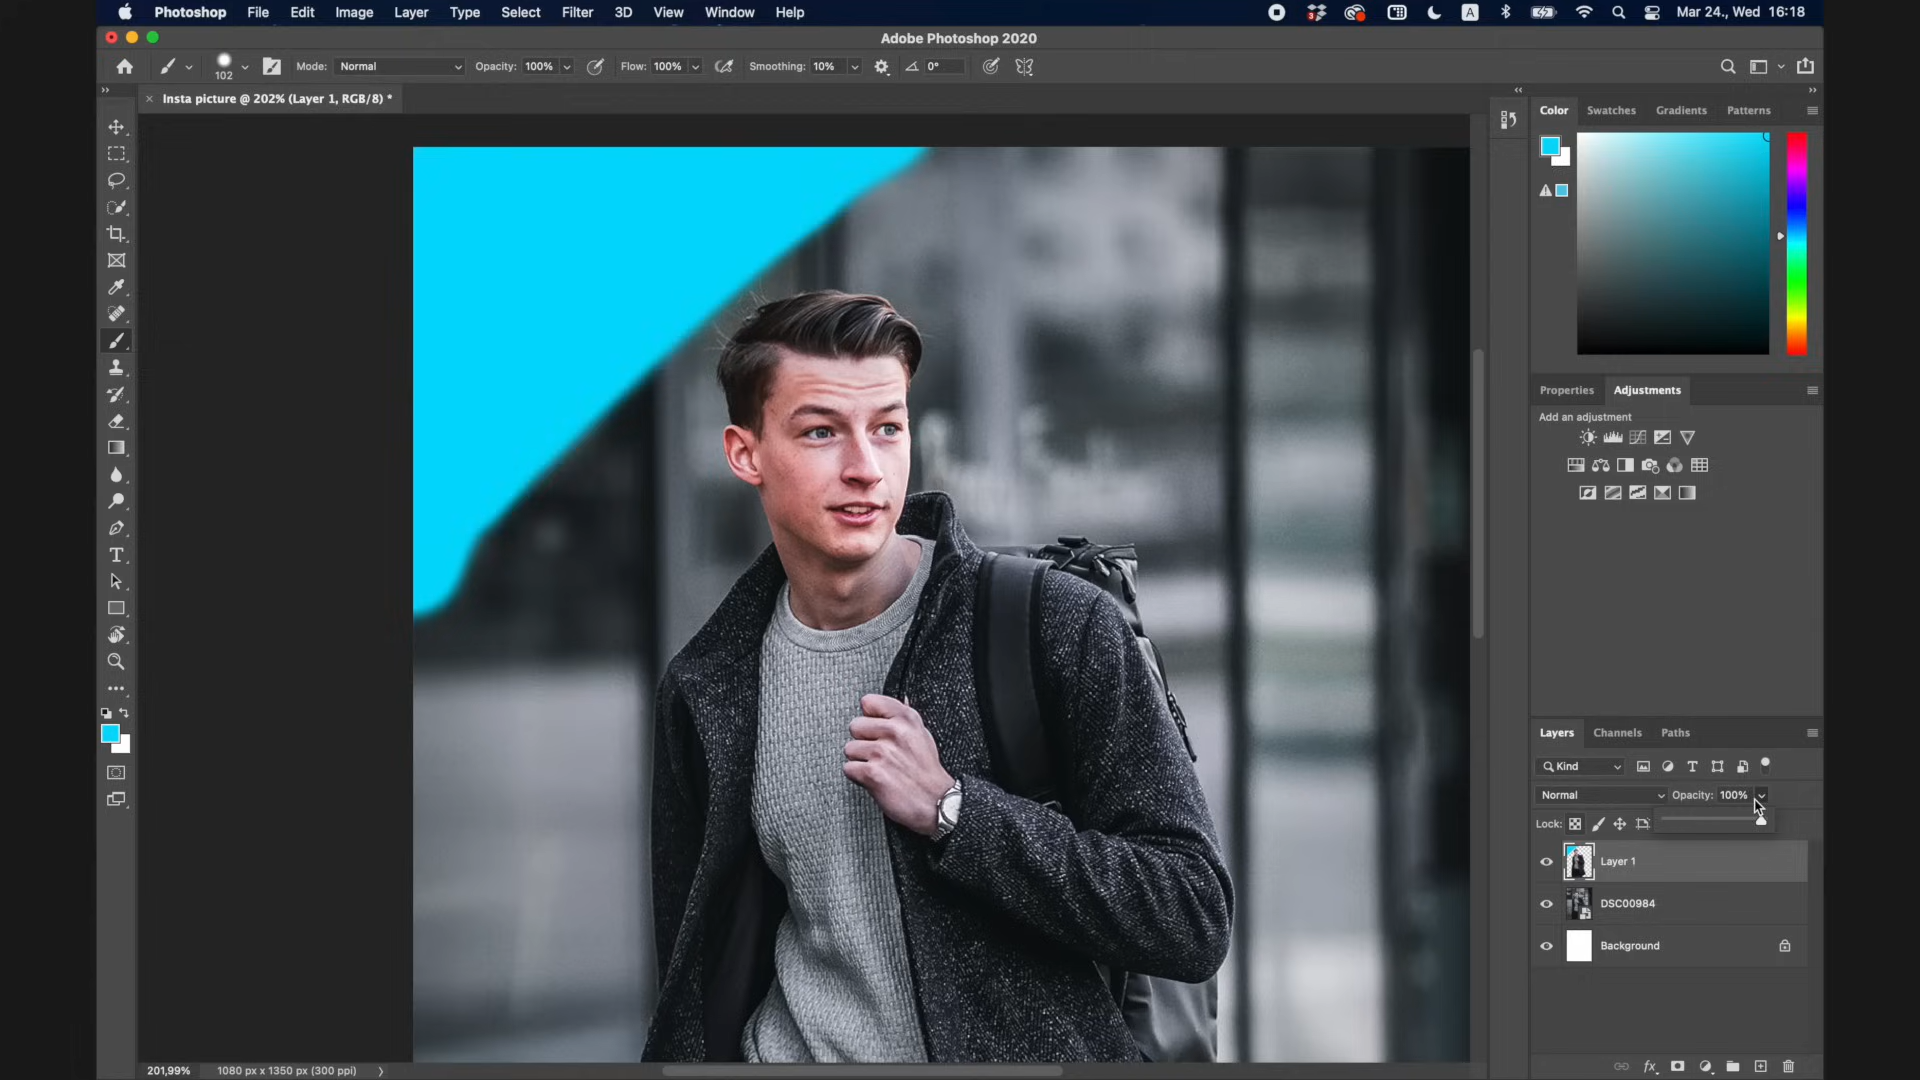 Photoshop File Edit Image Layer Type Select Filter 3D View Window Help 3 A Mar 24., Wed 16:18
Adobe Photoshop 2020
102 Mode: Normal Opacity: 100% Flow: 100% Smoothing: 10% 0°
Insta picture @ 202% (Layer 1, RGB/8) *
Color Swatches Gradients Patterns
Properties Adjustments
Add an adjustment
Layers Channels Paths
Kind
Normal Opacity: 100%
Lock:
Layer 1
DSC00984
Background
fx
201,99% 1080 px x 1350 px (300 ppi)